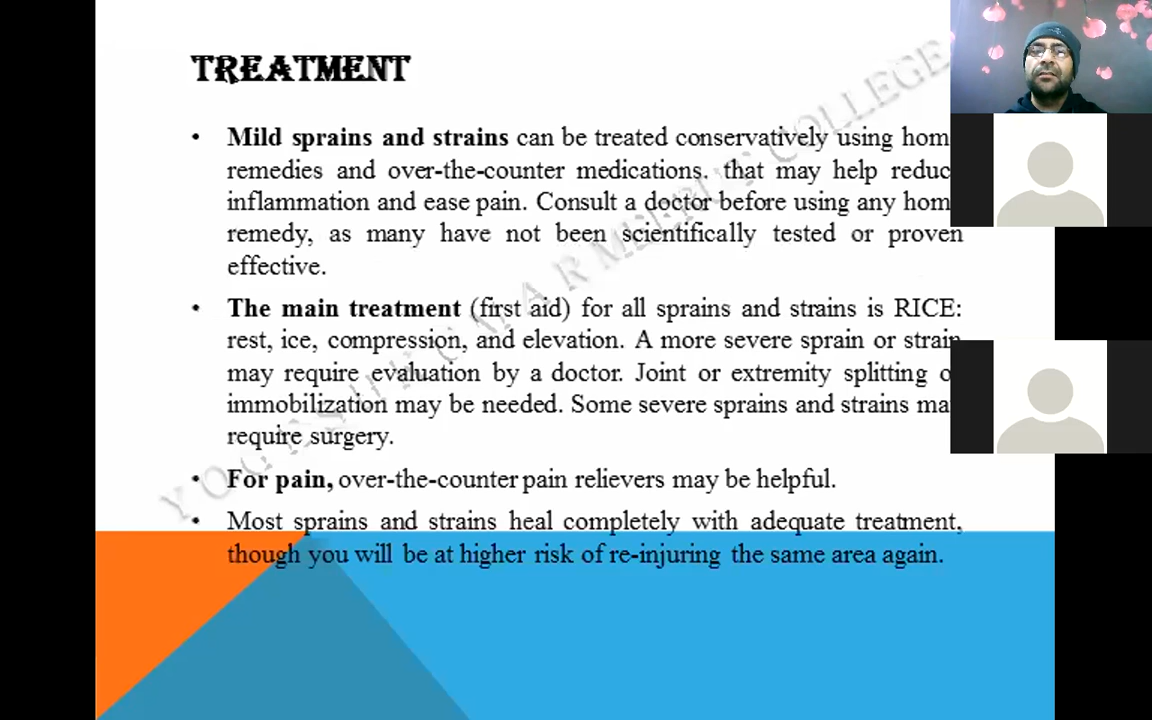 TREATMENT
• Mild sprains and strains can be treated conservatively using hom
remedies and over-the-counter medications. that may help reduc
inflammation and ease pain. Consult a doctor before using any hom
remedy, as many have not been scientifically tested or proven
effective.
• The main treatment (first aid) for all sprains and strains is RICE:
rest, ice, compression, and elevation. A more severe sprain or strain
may require evaluation by a doctor. Joint or extremity splitting o
immobilization may be needed. Some severe sprains and strains ma
require surgery.
• For pain, over-the-counter pain relievers may be helpful.
• Most sprains and strains heal completely with adequate treatment,
though you will be at higher risk of re-injuring the same area again.
MEERUT COLLEGE